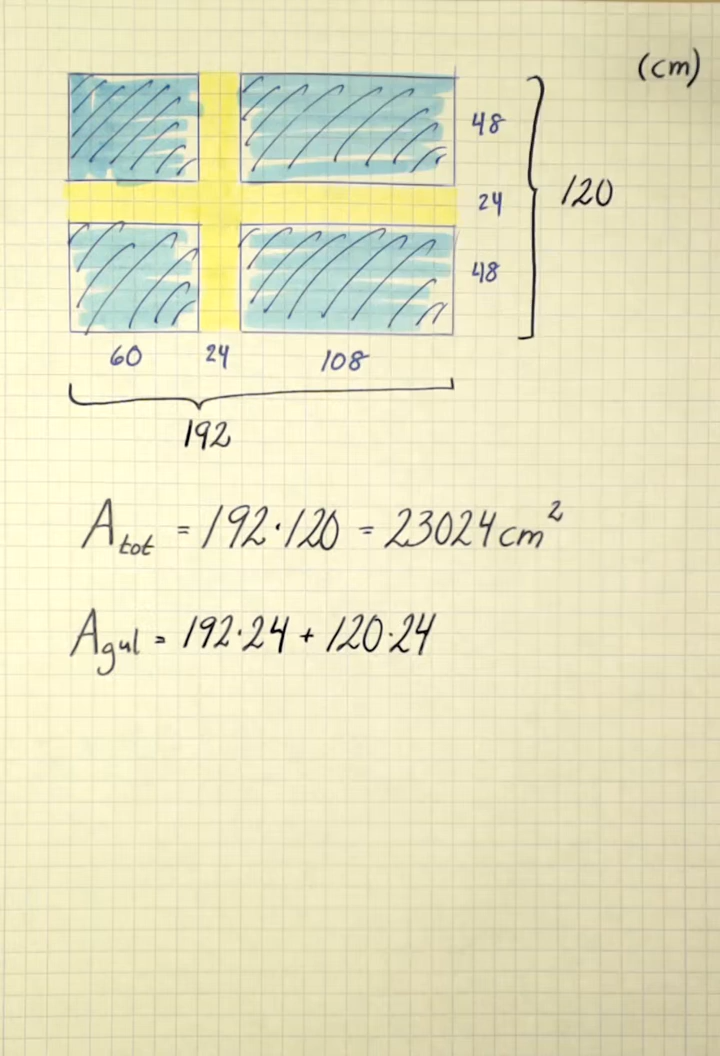 (cm)
48
24
120
48
60 24 108
192
A_tot = 192·120 = 23024 cm²
A_gul = 192·24 + 120·24